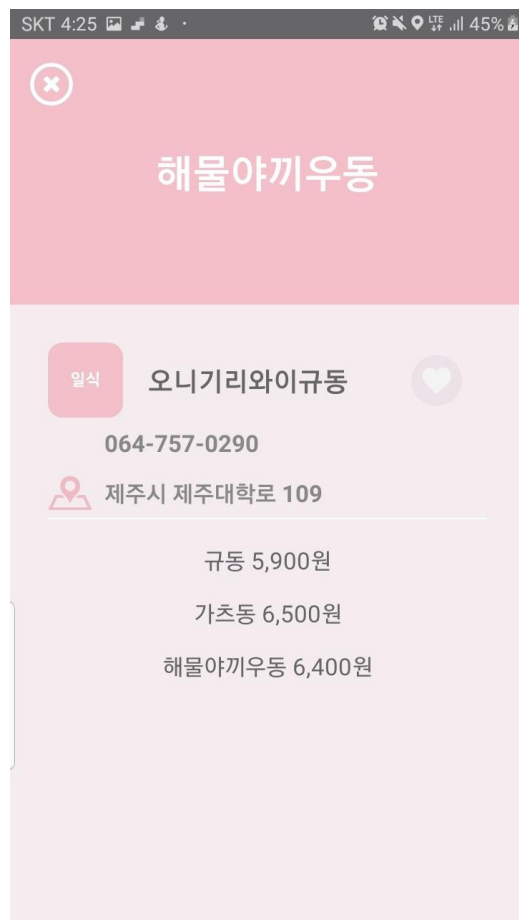 SKT 4:25 LTE 45%
해물야끼우동
일식 오니기리와이규동
064-757-0290
제주시 제주대학로 109
규동 5,900원
가츠동 6,500원
해물야끼우동 6,400원